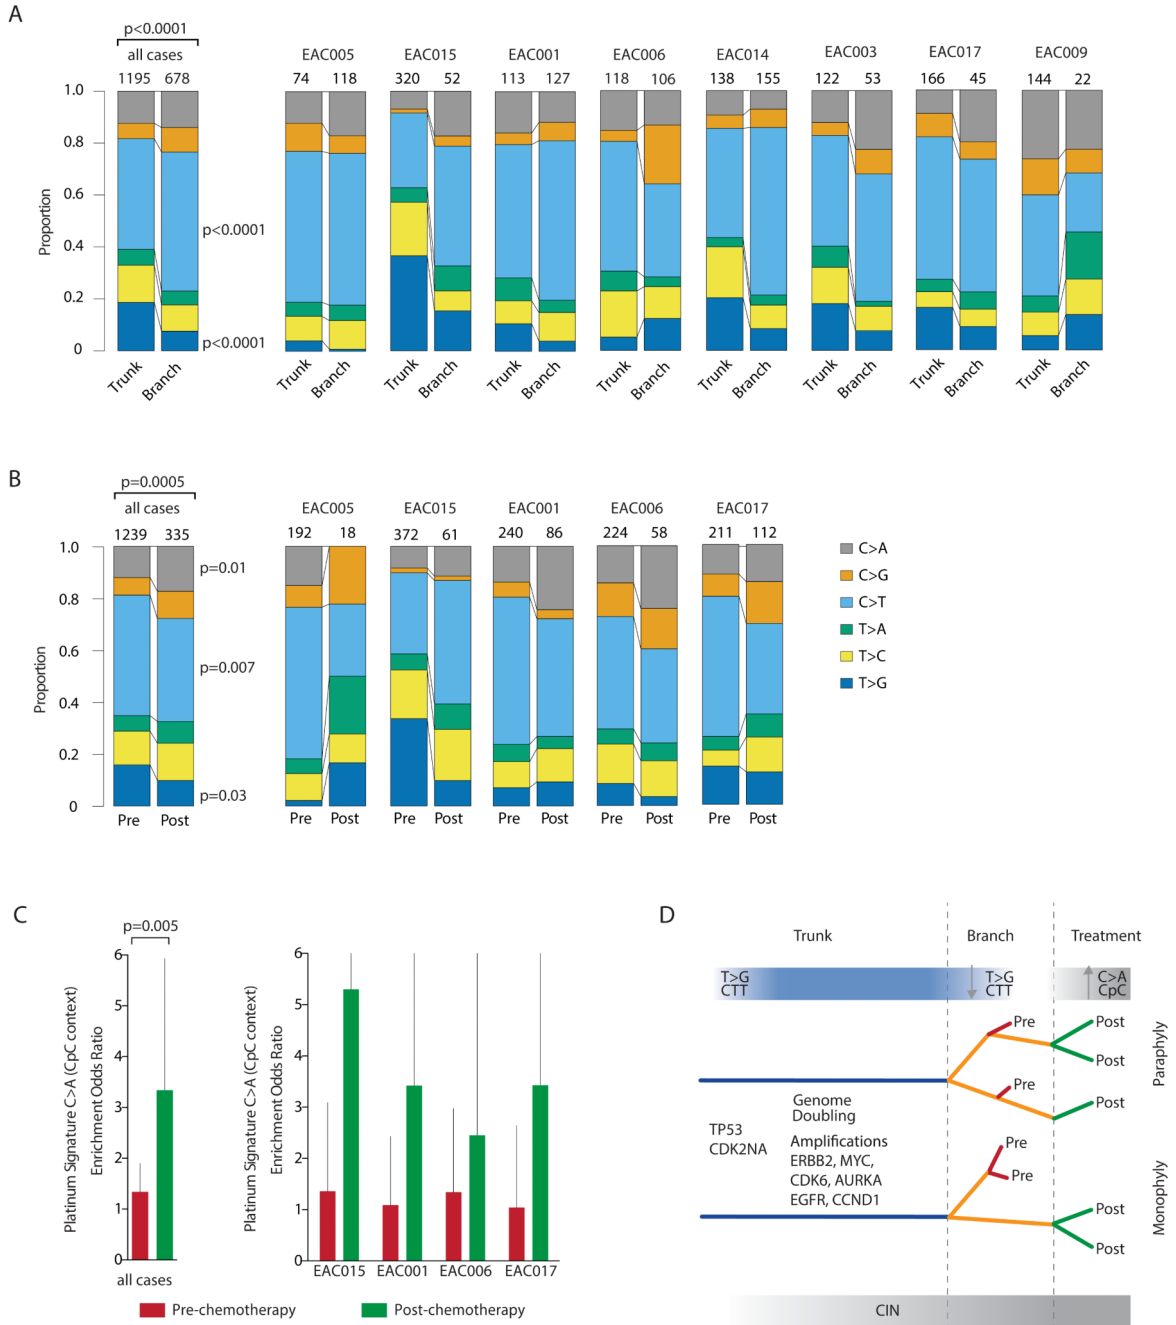 A
p<0.0001
all cases
EAC005 EAC015 EAC001 EAC006 EAC014 EAC003 EAC017 EAC009
1195 678 74 118 320 52 113 127 118 106 138 155 122 53 166 45 144 22
1.0
0.8
0.6
0.4
0.2
0
Proportion
p<0.0001
p<0.0001
Trunk Branch Trunk Branch Trunk Branch Trunk Branch Trunk Branch Trunk Branch Trunk Branch Trunk Branch Trunk Branch
B
p=0.0005
all cases
EAC005 EAC015 EAC001 EAC006 EAC017
1239 335 192 18 372 61 240 86 224 58 211 112
1.0
0.8
0.6
0.4
0.2
0
Proportion
p=0.01
p=0.007
p=0.03
Pre Post Pre Post Pre Post Pre Post Pre Post Pre Post
C>A
C>G
C>T
T>A
T>C
T>G
C
p=0.005
Platinum Signature C>A (CpC context)
Enrichment Odds Ratio
6
5
4
3
2
1
0
all cases
Platinum Signature C>A (CpC context)
Enrichment Odds Ratio
6
5
4
3
2
1
0
EAC015 EAC001 EAC006 EAC017
Pre-chemotherapy
Post-chemotherapy
D
Trunk Branch Treatment
T>G T>G C>A
CTT CTT CpC
Pre
Post
Post
Pre
Post
Paraphyly
Genome
Doubling
TP53
CDK2NA
Amplifications
ERBB2, MYC,
CDK6, AURKA
EGFR, CCND1
Pre
Pre
Post
Post
Monophyly
CIN